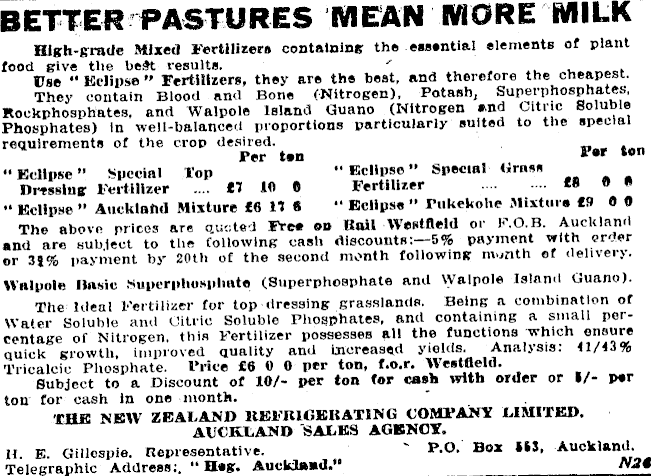 BETTER PASTURES MEAN MORE MILK
High-grade Mixed Fertilizers containing the essential elements of plant
food give the best results.
Use "Eclipse" Fertilizers, they are the best, and therefore the cheapest.
They contain Blood and Bone (Nitrogen), Potash, Superphosphates,
Rockphosphates, and Walpole Island Guano (Nitrogen and Citric Soluble
Phosphates) in well-balanced proportions particularly suited to the special
requirements of the crop desired.
Per ton Per ton
"Eclipse" Special Top "Eclipse" Special Grass
Dressing Fertilizer .... £7 10 0 Fertilizer .... .... £8 0 0
"Eclipse" Auckland Mixture £6 17 6 "Eclipse" Pukekohe Mixture £9 0 0
The above prices are quoted Free on Rail Westfield or F.O.B. Auckland
and are subject to the following cash discounts:—5% payment with order
or payment by 20th of the second month following month of delivery.
Walpole Basic Superphosphate (Superphosphate and Walpole Island Guano).
The Ideal Fertilizer for top dressing grasslands. Being a combination of
Water Soluble and Citric Soluble Phosphates, and containing a small per-
centage of Nitrogen, this Fertilizer possesses all the functions which ensure
quick growth, improved quality and increased yields. Analysis: 41/43%
Tricalcic Phosphate. Price £6 0 0 per ton, f.o.r. Westfield.
Subject to a Discount of 10/- per ton for cash with order or 5/- per
ton for cash in one month.
THE NEW ZEALAND REFRIGERATING COMPANY LIMITED.
AUCKLAND SALES AGENCY.
H. E. Gillespie, Representative. P.O. Box 553, Auckland.
Telegraphic Address: Auckland."